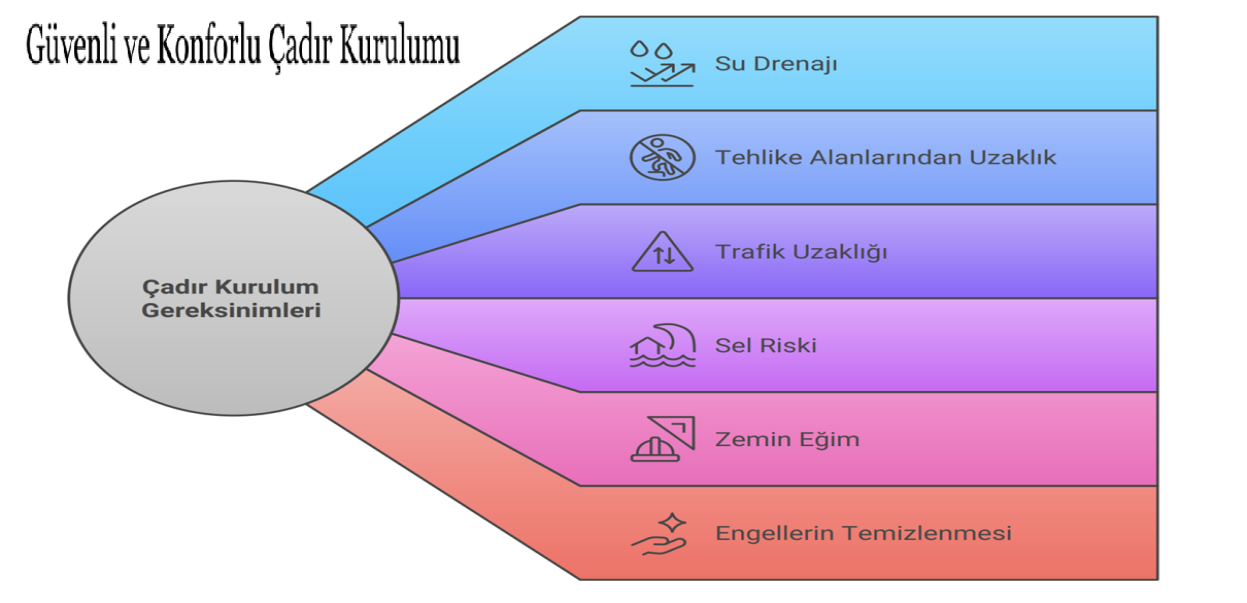 Güvenli ve Konforlu Çadır Kurulumu
Su Drenajı
Tehlike Alanlarından Uzaklık
Trafik Uzaklığı
Çadır Kurulum
Gereksinimleri
Sel Riski
Zemin Eğim
Engellerin Temizlenmesi